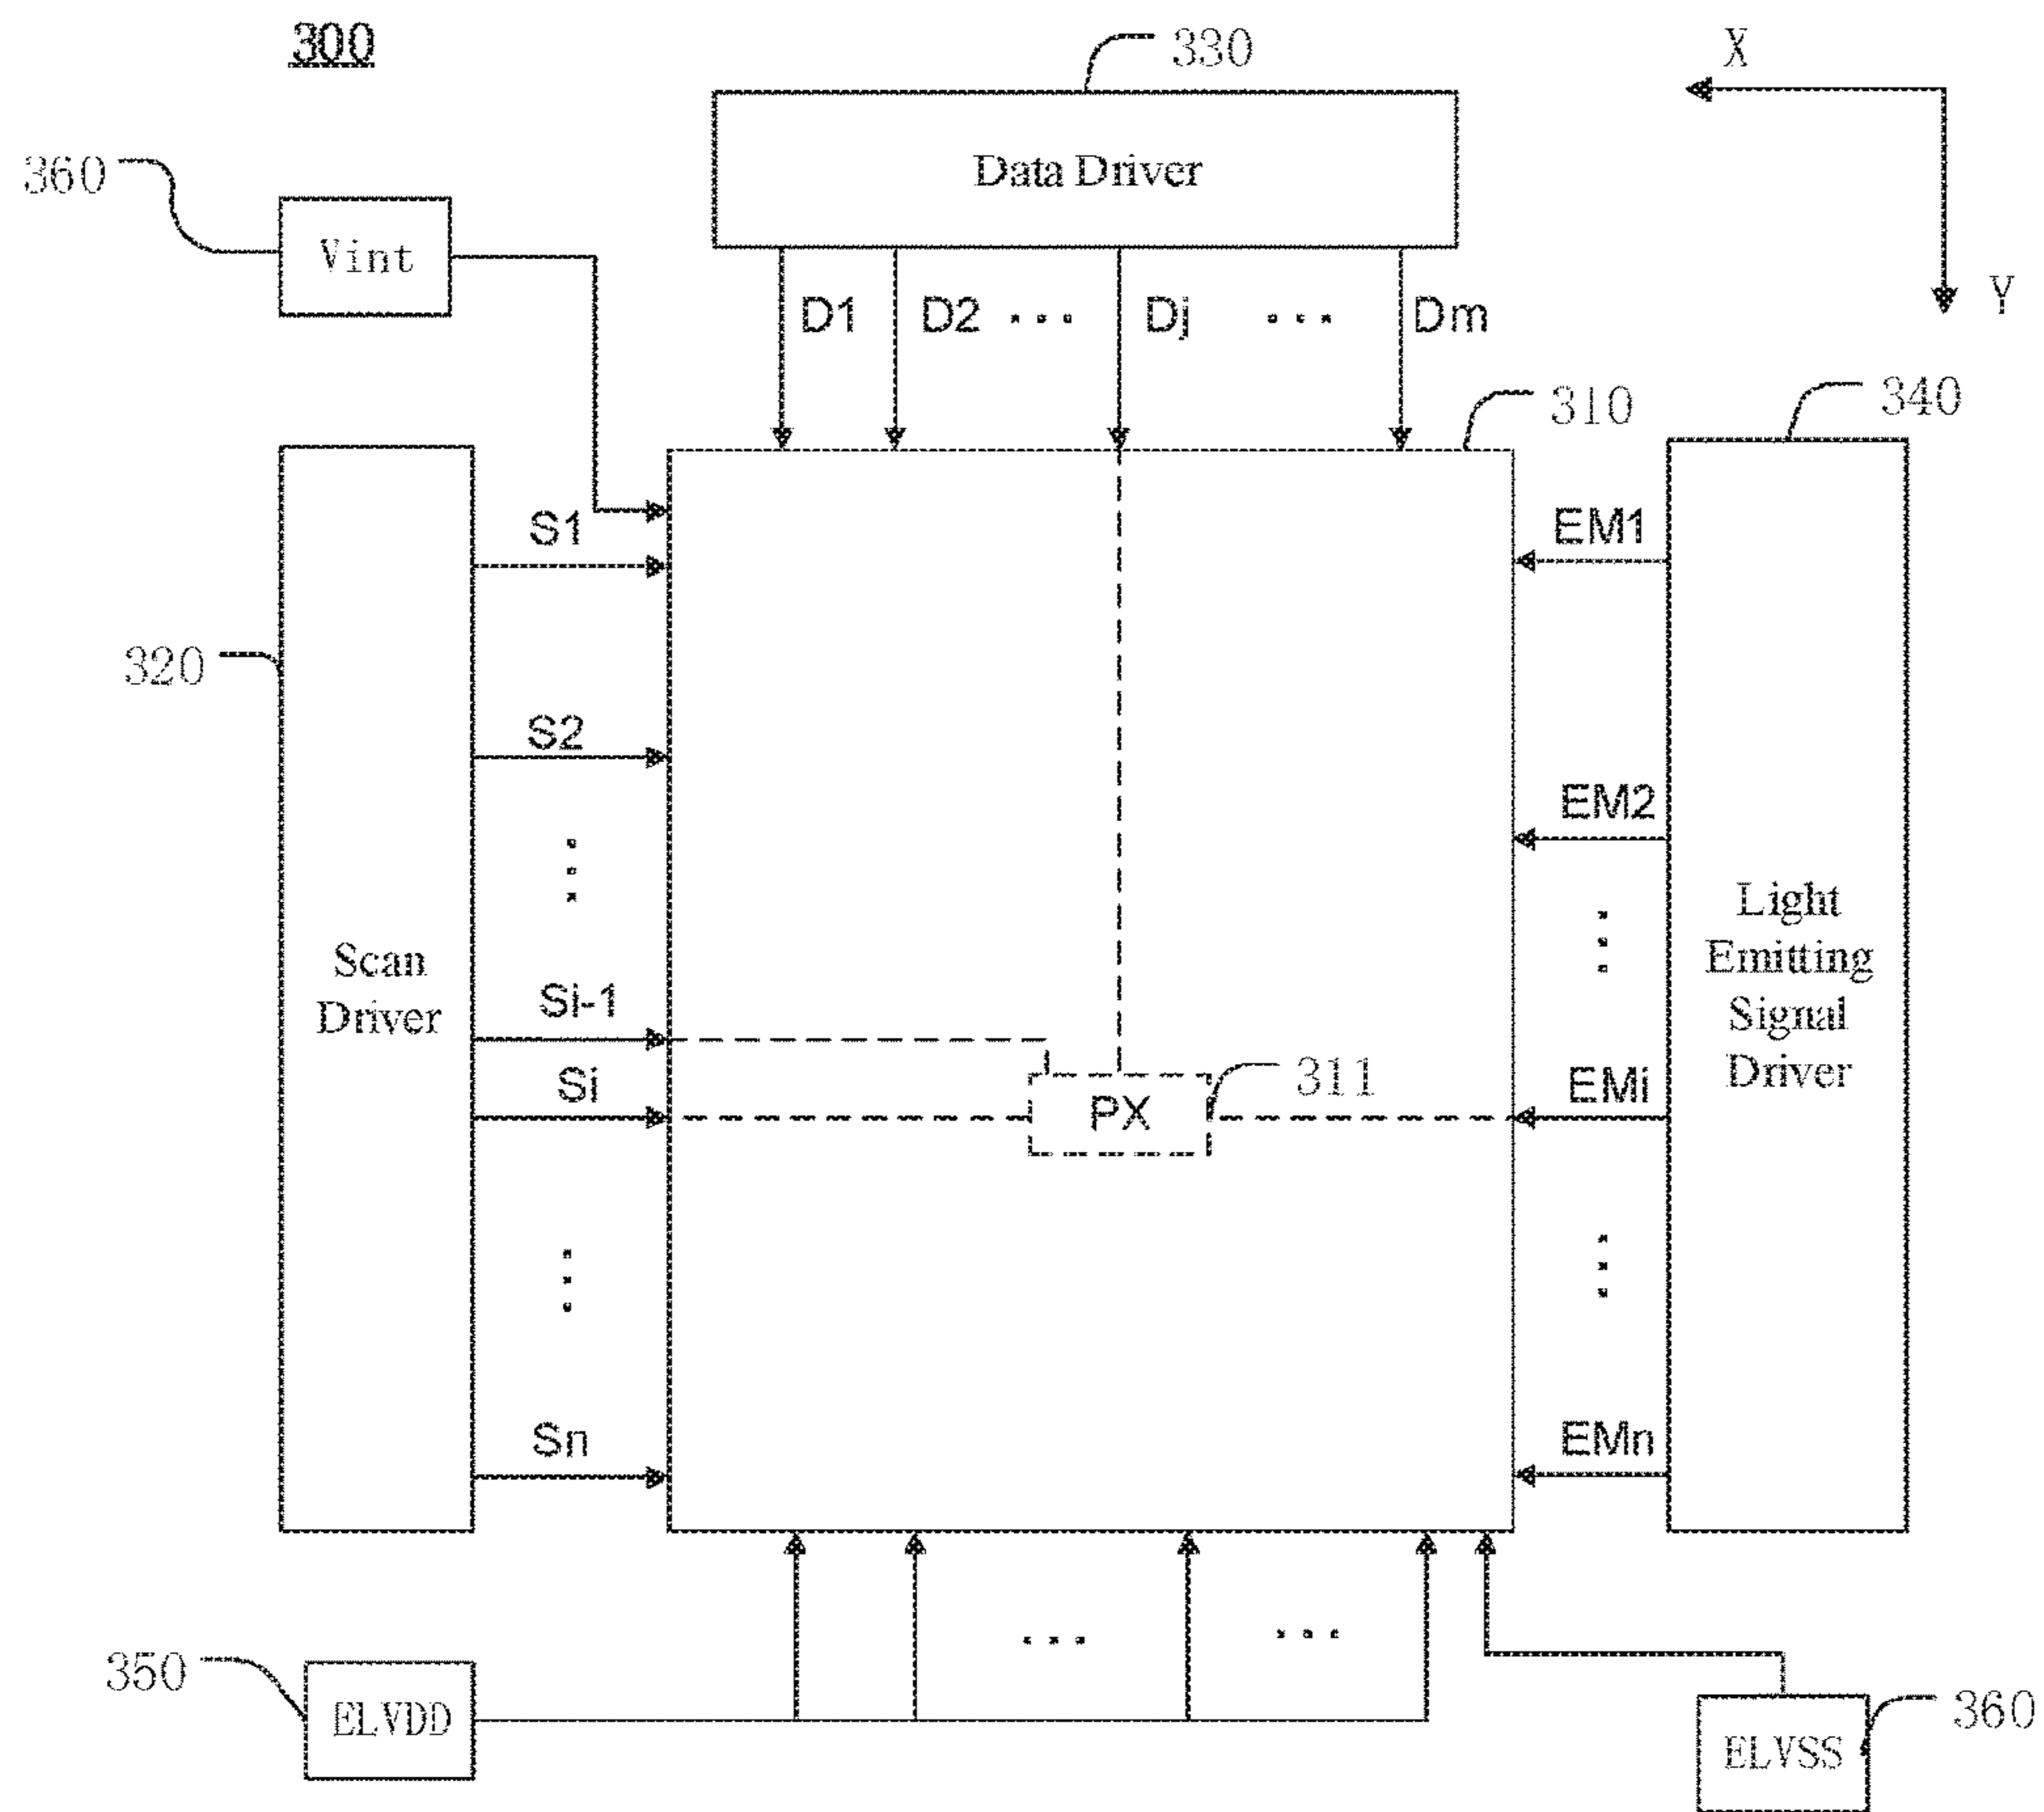 300
330
X
Data Driver
360
Vint
Y
D1 D2 ... Dj ... Dm
310
340
S1
EM1
320
S2
EM2
Light
Emitting
Signal
Driver
Scan
Driver
Si-1
Si
PX
311
EMi
Sn
EMn
350
ELVDD
... ...
360
ELVSS